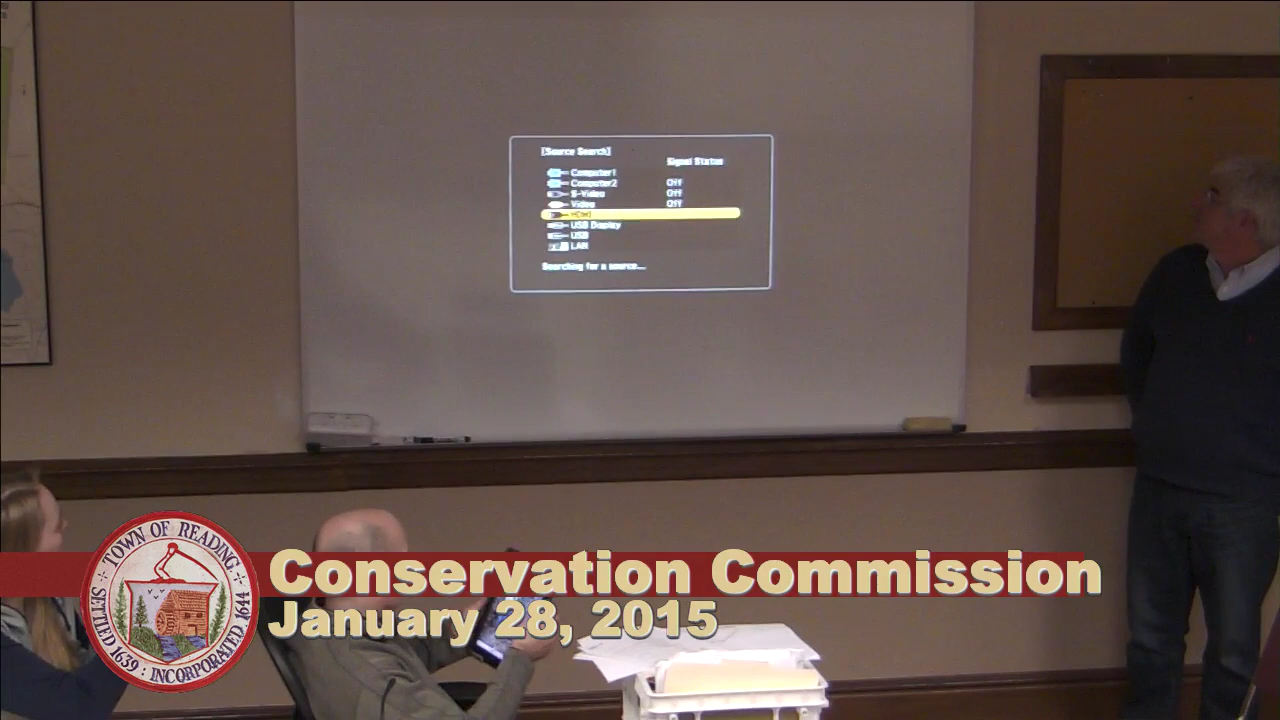 [Source Search]
Signal Status
Computer1
Computer2 Off
S-Video Off
Video Off
HDMI
USB Display
USB
LAN
Searching for a source...
TOWN OF READING
SETTLED 1639 : INCORPORATED 1644
Conservation Commission
January 28, 2015